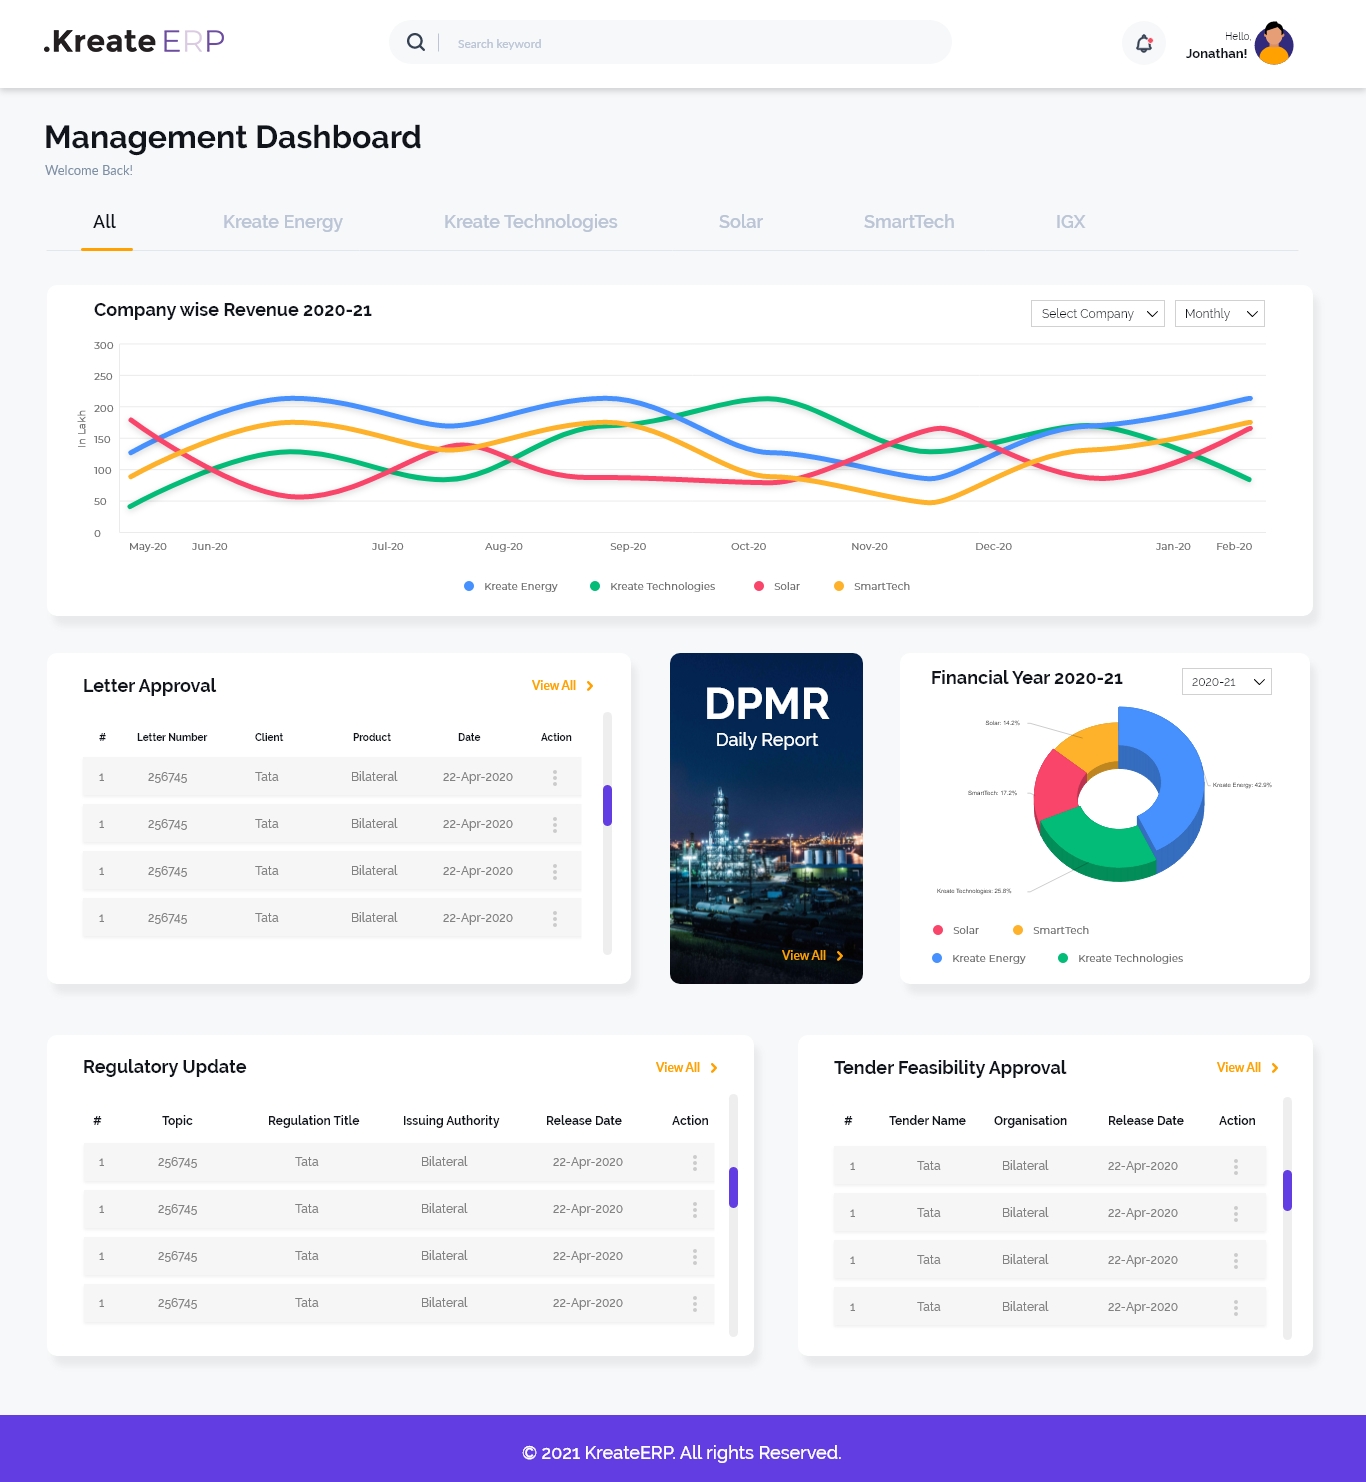 .Kreate ERP
Search keyword
Hello,
Jonathan!
Management Dashboard
Welcome Back!
All Kreate Energy Kreate Technologies Solar SmartTech IGX
Company wise Revenue 2020-21
Select Company Monthly
300
250
200
150
100
50
0
In Lakh
May-20 Jun-20 Jul-20 Aug-20 Sep-20 Oct-20 Nov-20 Dec-20 Jan-20 Feb-20
Kreate Energy Kreate Technologies Solar SmartTech
Letter Approval View All
# Letter Number Client Product Date Action
1 256745 Tata Bilateral 22-Apr-2020
1 256745 Tata Bilateral 22-Apr-2020
1 256745 Tata Bilateral 22-Apr-2020
1 256745 Tata Bilateral 22-Apr-2020
DPMR
Daily Report
View All
Financial Year 2020-21
2020-21
Solar: 14.2%
SmartTech: 17.2%
Kreate Energy: 42.9%
Kreate Technologies: 25.8%
Solar SmartTech
Kreate Energy Kreate Technologies
Regulatory Update View All
# Topic Regulation Title Issuing Authority Release Date Action
1 256745 Tata Bilateral 22-Apr-2020
1 256745 Tata Bilateral 22-Apr-2020
1 256745 Tata Bilateral 22-Apr-2020
1 256745 Tata Bilateral 22-Apr-2020
Tender Feasibility Approval View All
# Tender Name Organisation Release Date Action
1 Tata Bilateral 22-Apr-2020
1 Tata Bilateral 22-Apr-2020
1 Tata Bilateral 22-Apr-2020
1 Tata Bilateral 22-Apr-2020
© 2021 KreateERP. All rights Reserved.